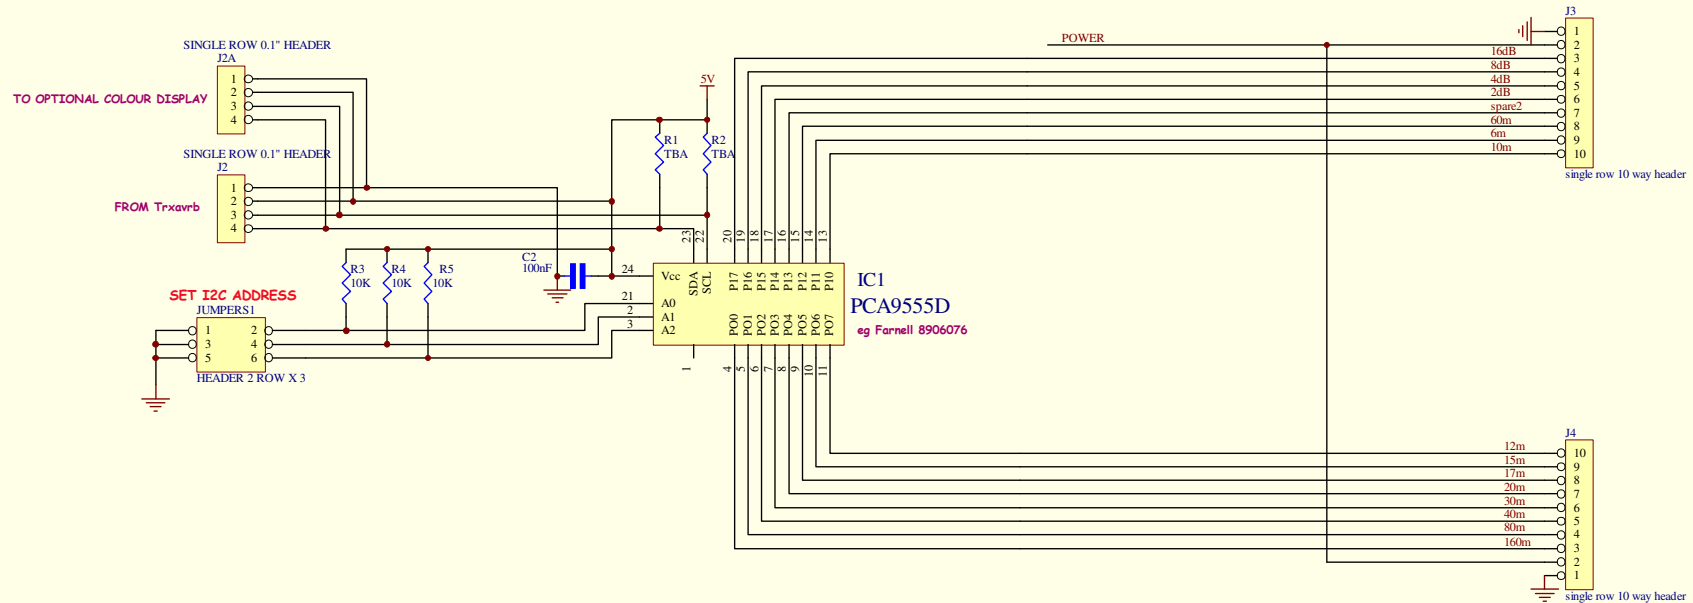 SINGLE ROW 0.1" HEADER
J2A
1
2
3
4
TO OPTIONAL COLOUR DISPLAY
SINGLE ROW 0.1" HEADER
J2
1
2
3
4
FROM Trxavrb
5V
R1
TBA
R2
TBA
R3
10K
R4
10K
R5
10K
C2
100nF
SET I2C ADDRESS
JUMPERS1
1 2
3 4
5 6
HEADER 2 ROW X 3
24
21
2
3
1
23
22
20
19
18
17
16
15
14
13
Vcc
A0
A1
A2
SDA
SCL
P17
P16
P15
P14
P13
P12
P11
P10
PO0
PO1
PO2
PO3
PO4
PO5
PO6
PO7
4
5
6
7
8
9
10
11
IC1
PCA9555D
eg Farnell 8906076
POWER
16dB
8dB
4dB
2dB
spare2
60m
6m
10m
J3
1
2
3
4
5
6
7
8
9
10
single row 10 way header
12m
15m
17m
20m
30m
40m
80m
160m
J4
10
9
8
7
6
5
4
3
2
1
single row 10 way header